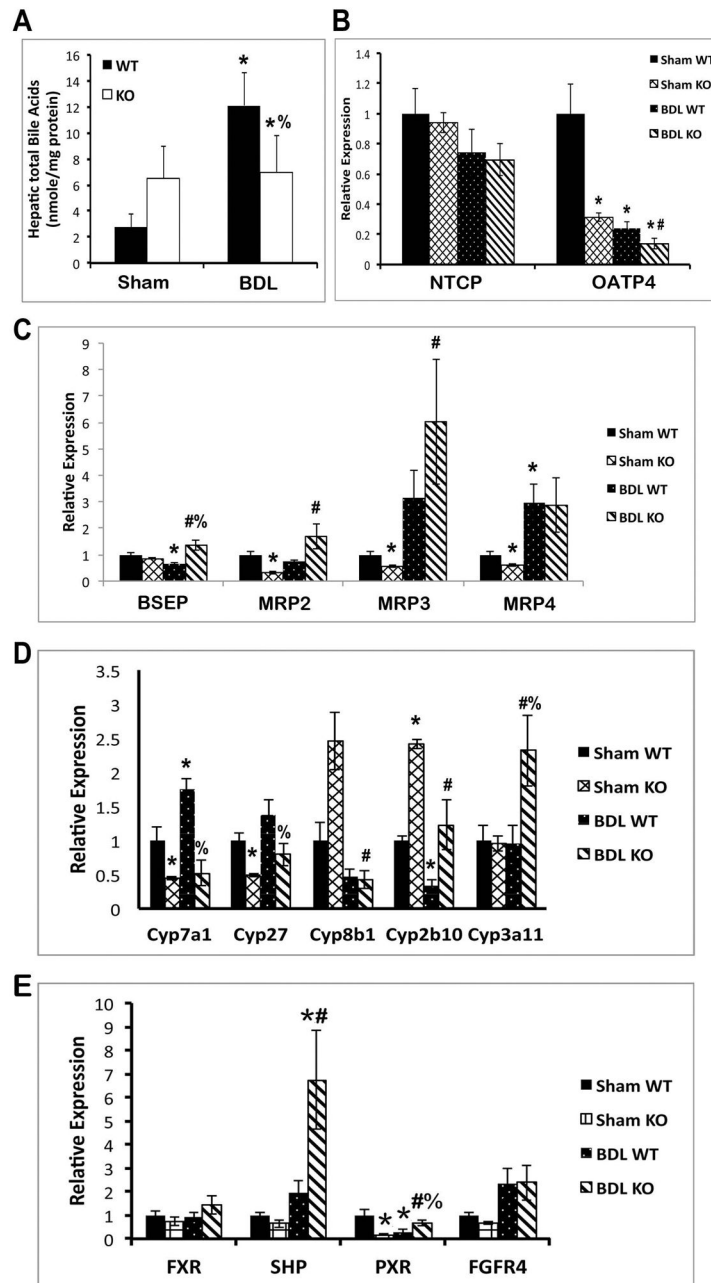 A
Hepatic total Bile Acids
(nmole/mg protein)
16
14
12
10
8
6
4
2
0
WT
KO
*
*%
Sham BDL
B
Relative Expression
1.4
1.2
1
0.8
0.6
0.4
0.2
0
Sham WT
Sham KO
BDL WT
BDL KO
* * *#
NTCP OATP4
C
Relative Expression
9
8
7
6
5
4
3
2
1
0
Sham WT
Sham KO
BDL WT
BDL KO
* #% * # * # * *
BSEP MRP2 MRP3 MRP4
D
Relative Expression
3.5
3
2.5
2
1.5
1
0.5
0
Sham WT
Sham KO
BDL WT
BDL KO
* * % * % # * * # #%
Cyp7a1 Cyp27 Cyp8b1 Cyp2b10 Cyp3a11
E
Relative Expression
10
9
8
7
6
5
4
3
2
1
0
Sham WT
Sham KO
BDL WT
BDL KO
*# * * #%
FXR SHP PXR FGFR4